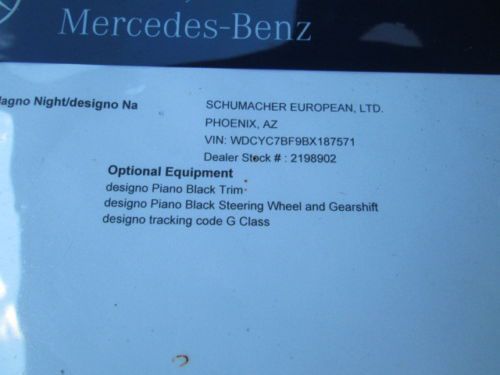 Mercedes-Benz
agno Night/designo Na
SCHUMACHER EUROPEAN, LTD.
PHOENIX, AZ
VIN: WDCYC7BF9BX187571
Dealer Stock # : 2198902
Optional Equipment
designo Piano Black Trim
designo Piano Black Steering Wheel and Gearshift
designo tracking code G Class